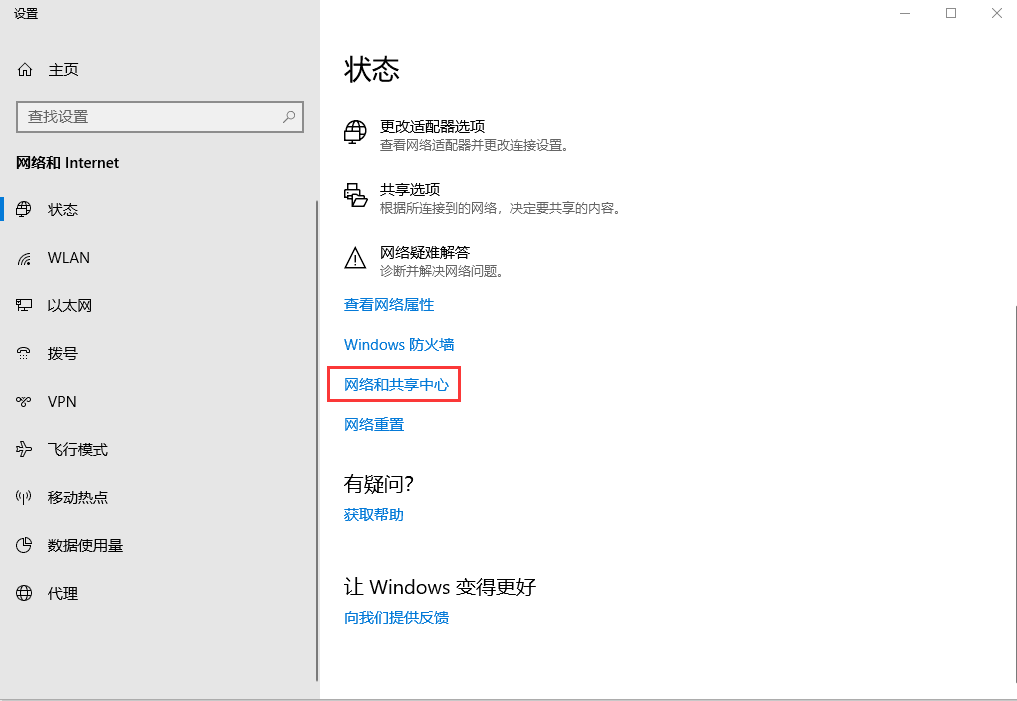 设置
主页
查找设置
网络和 Internet
状态
WLAN
以太网
拨号
VPN
飞行模式
移动热点
数据使用量
代理
状态
更改适配器选项
查看网络适配器并更改连接设置。
共享选项
根据所连接到的网络，决定要共享的内容。
网络疑难解答
诊断并解决网络问题。
查看网络属性
Windows 防火墙
网络和共享中心
网络重置
有疑问?
获取帮助
让 Windows 变得更好
向我们提供反馈